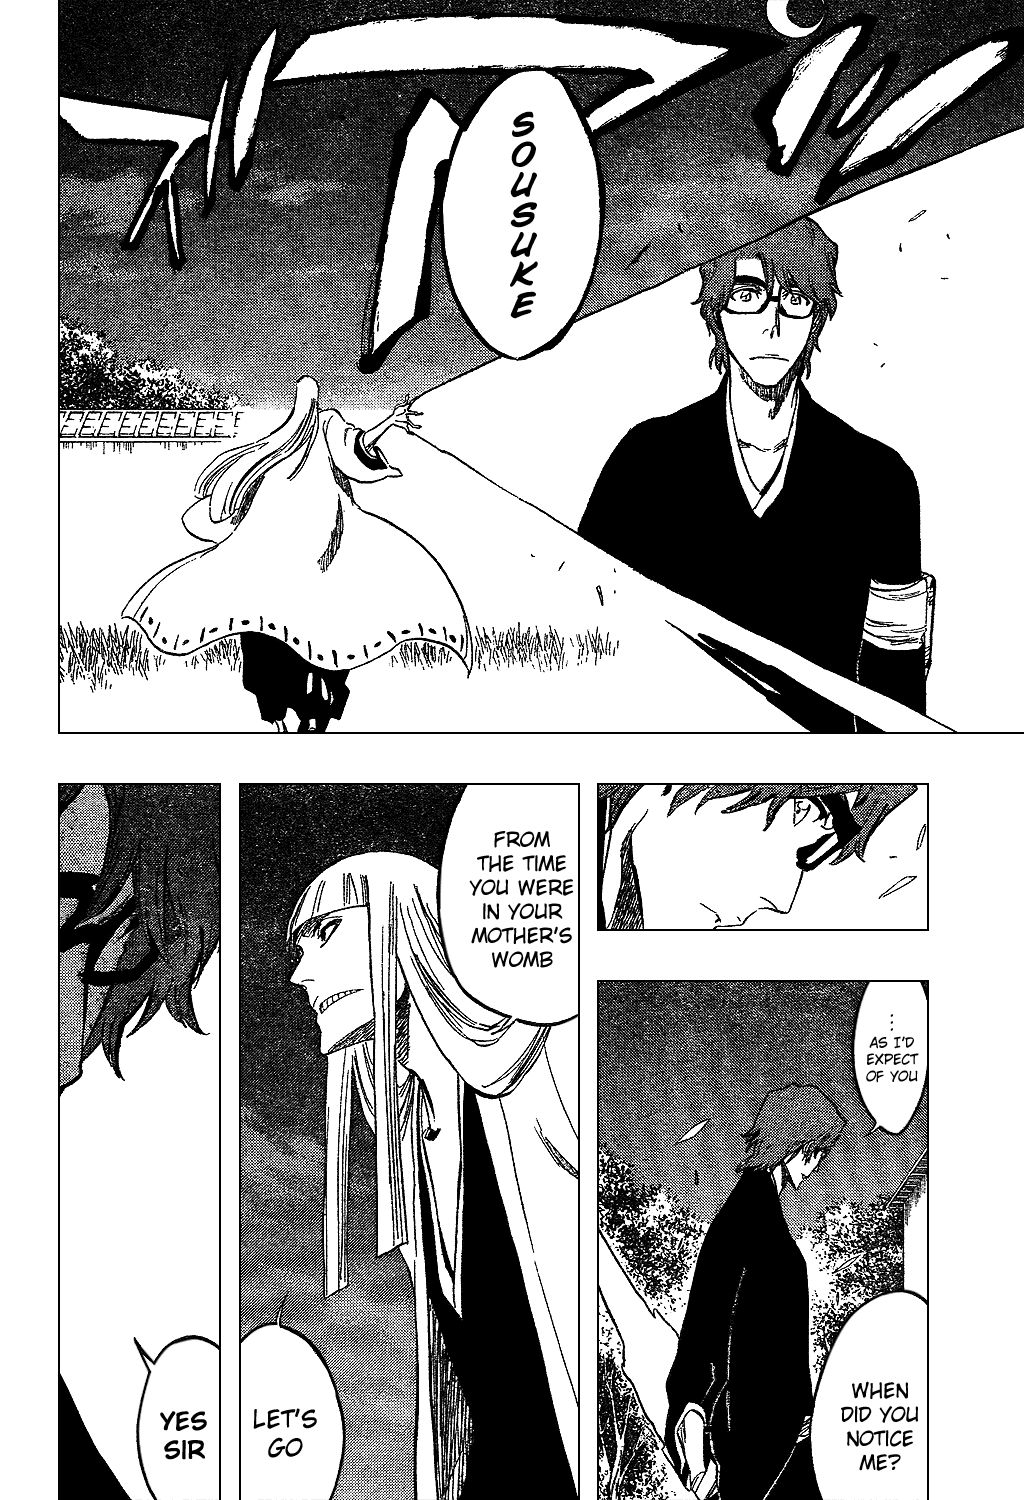 SOUSUKE
...
AS I'D
EXPECT
OF YOU
WHEN
DID YOU
NOTICE
ME?
FROM
THE TIME
YOU WERE
IN YOUR
MOTHER'S
WOMB
LET'S
GO
YES
SIR